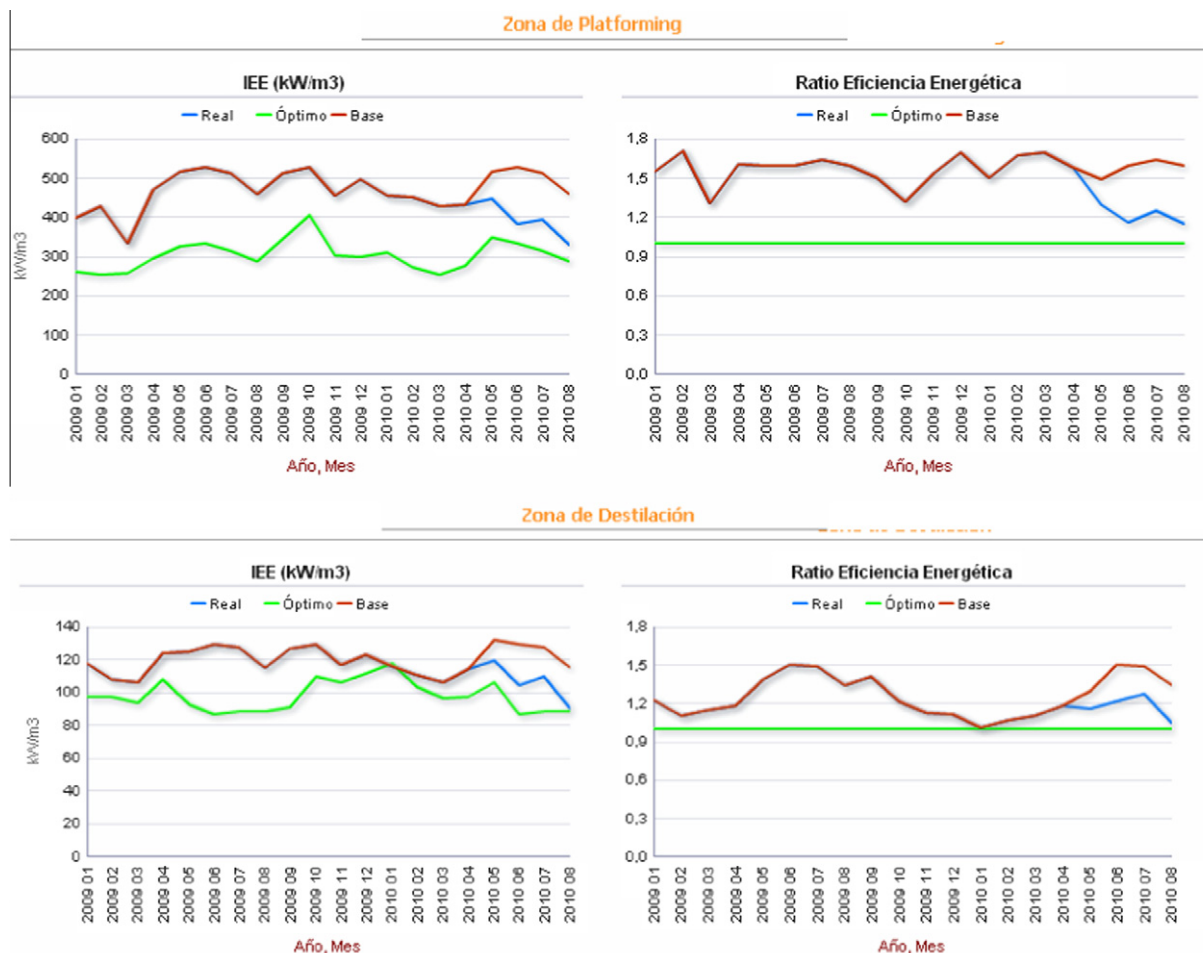 Zona de Platforming
IEE (kW/m3)
Real Óptimo Base
600
500
400
300
200
100
0
kW/m3
2009 01 2009 02 2009 03 2009 04 2009 05 2009 06 2009 07 2009 08 2009 09 2009 10 2009 11 2009 12 2010 01 2010 02 2010 03 2010 04 2010 05 2010 06 2010 07 2010 08
Año, Mes
Ratio Eficiencia Energética
Real Óptimo Base
1,8
1,5
1,2
0,9
0,6
0,3
0,0
2009 01 2009 02 2009 03 2009 04 2009 05 2009 06 2009 07 2009 08 2009 09 2009 10 2009 11 2009 12 2010 01 2010 02 2010 03 2010 04 2010 05 2010 06 2010 07 2010 08
Año, Mes
Zona de Destilación
IEE (kW/m3)
Real Óptimo Base
140
120
100
80
60
40
20
0
kW/m3
2009 01 2009 02 2009 03 2009 04 2009 05 2009 06 2009 07 2009 08 2009 09 2009 10 2009 11 2009 12 2010 01 2010 02 2010 03 2010 04 2010 05 2010 06 2010 07 2010 08
Año, Mes
Ratio Eficiencia Energética
Real Óptimo Base
1,8
1,5
1,2
0,9
0,6
0,3
0,0
2009 01 2009 02 2009 03 2009 04 2009 05 2009 06 2009 07 2009 08 2009 09 2009 10 2009 11 2009 12 2010 01 2010 02 2010 03 2010 04 2010 05 2010 06 2010 07 2010 08
Año, Mes